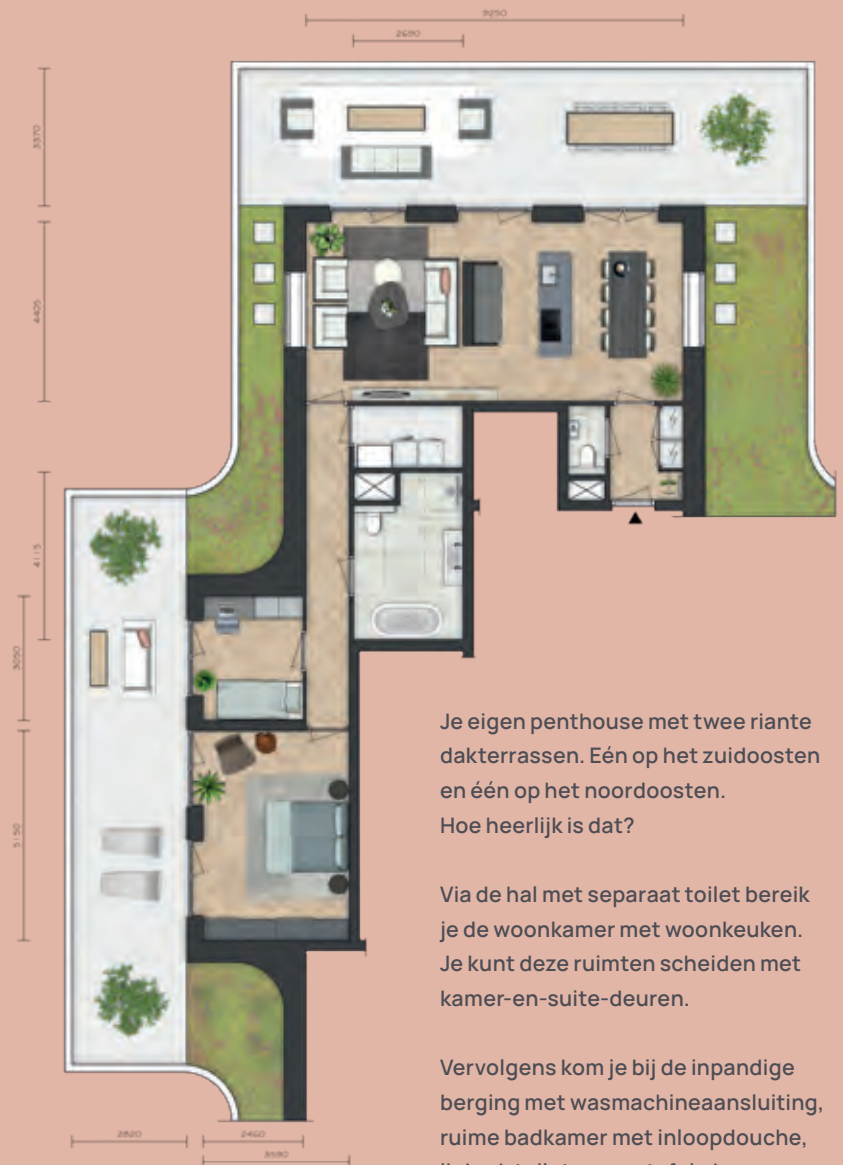 9250
2690
3370
4405
4115
3050
5150
Je eigen penthouse met twee riante
dakterrassen. Eén op het zuidoosten
en één op het noordoosten.
Hoe heerlijk is dat?
Via de hal met separaat toilet bereik
je de woonkamer met woonkeuken.
Je kunt deze ruimten scheiden met
kamer-en-suite-deuren.
Vervolgens kom je bij de inpandige
berging met wasmachineaansluiting,
ruime badkamer met inloopdouche,
2820
2460
3590